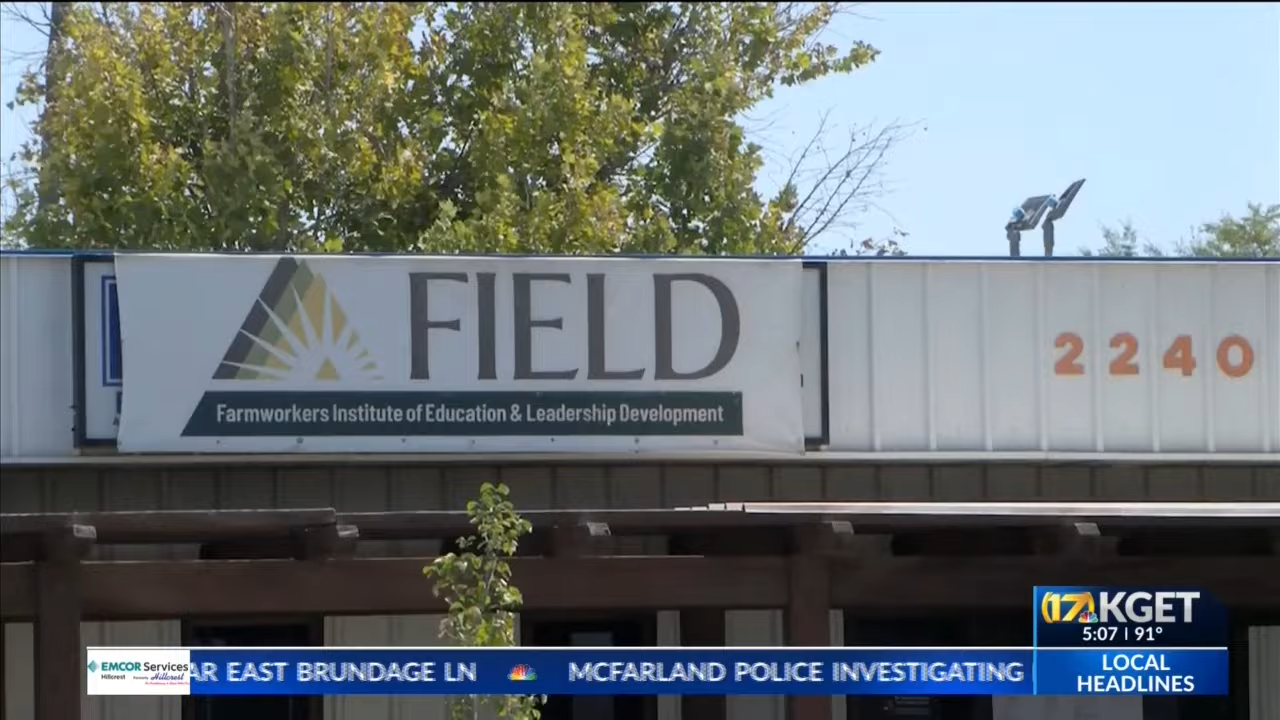 FIELD
Farmworkers Institute of Education & Leadership Development
2240
17 KGET
5:07 91°
LOCAL
HEADLINES
EMCOR Services
Hillcrest
AR EAST BRUNDAGE LN MCFARLAND POLICE INVESTIGATING